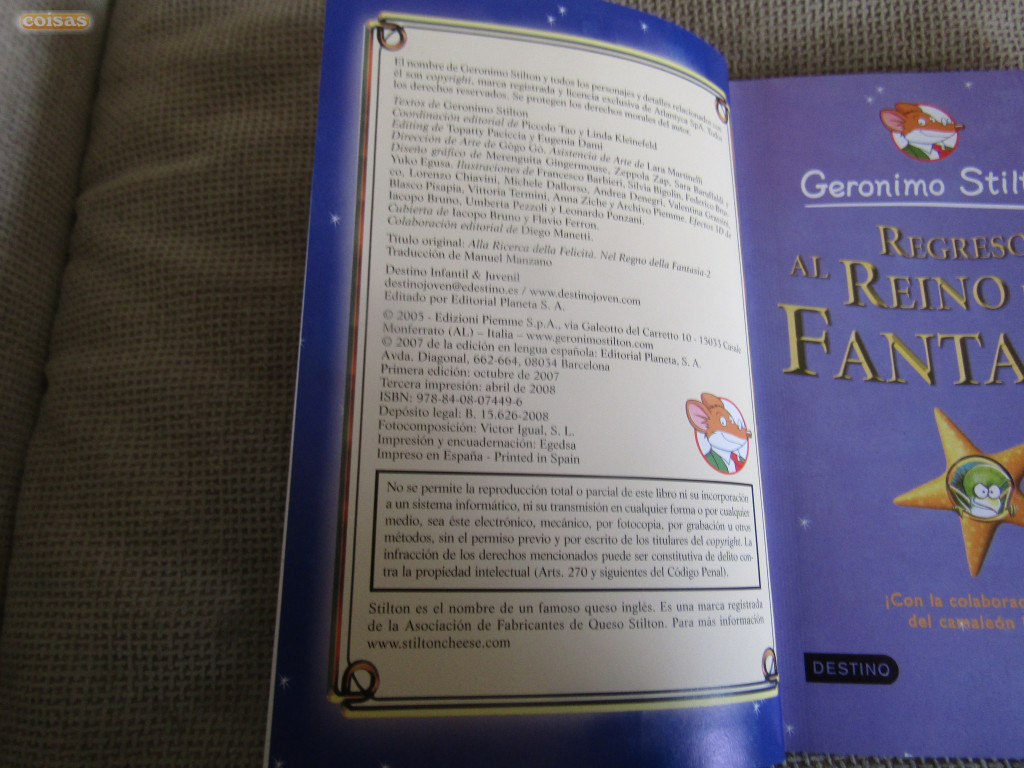 coisas
El nombre de Geronimo Stilton y todos los personajes y detalles relacionados con
él son copyright, marca registrada y licencia exclusiva de Atlantyca SpA. Todos
los derechos reservados. Se protegen los derechos morales del autor.
Textos de Geronimo Stilton
Coordinación editorial de Piccolo Tao y Linda Kleinefeld
Editing de Topatty Paciccia y Eugenia Dami
Dirección de Arte de Gògo Gó. Asistencia de Arte de Lara Martinelli
Diseño gráfico de Merenguita Gingermouse, Zeppola Zap, Sara Baruffaldi y
Yuko Egusa. Ilustraciones de Francesco Barbieri, Silvia Bigolin, Federico Brus
co, Lorenzo Chiavini, Michele Dallorso, Andrea Denegri, Valentina Grassini,
Blasco Pisapia, Vittoria Termini, Anna Ziche y Archivo Piemme. Efectos 3D de
Iacopo Bruno, Umberta Pezzoli y Leonardo Ponzani.
Cubierta de Iacopo Bruno y Flavio Ferron.
Colaboración editorial de Diego Manetti.
Título original: Alla Ricerca della Felicità. Nel Regno della Fantasia-2
Traducción de Manuel Manzano
Destino Infantil & Juvenil
destinojoven@edestino.es / www.destinojoven.com
Editado por Editorial Planeta S. A.
© 2005 - Edizioni Piemme S.p.A., via Galeotto del Carretto 10 - 15033 Casale
Monferrato (AL) – Italia – www.geronimostilton.com
© 2007 de la edición en lengua española: Editorial Planeta, S. A.
Avda. Diagonal, 662-664, 08034 Barcelona
Primera edición: octubre de 2007
Tercera impresión: abril de 2008
ISBN: 978-84-08-07449-6
Depósito legal: B. 15.626-2008
Fotocomposición: Víctor Igual, S. L.
Impresión y encuadernación: Egedsa
Impreso en España - Printed in Spain
No se permite la reproducción total o parcial de este libro ni su incorporación
a un sistema informático, ni su transmisión en cualquier forma o por cualquier
medio, sea éste electrónico, mecánico, por fotocopia, por grabación u otros
métodos, sin el permiso previo y por escrito de los titulares del copyright. La
infracción de los derechos mencionados puede ser constitutiva de delito con-
tra la propiedad intelectual (Arts. 270 y siguientes del Código Penal).
Stilton es el nombre de un famoso queso inglés. Es una marca registrada
de la Asociación de Fabricantes de Queso Stilton. Para más información
www.stiltoncheese.com
Geronimo Stilt
REGRESO
AL REINO
FANTA
¡Con la colaborac
del camaleón
DESTINO